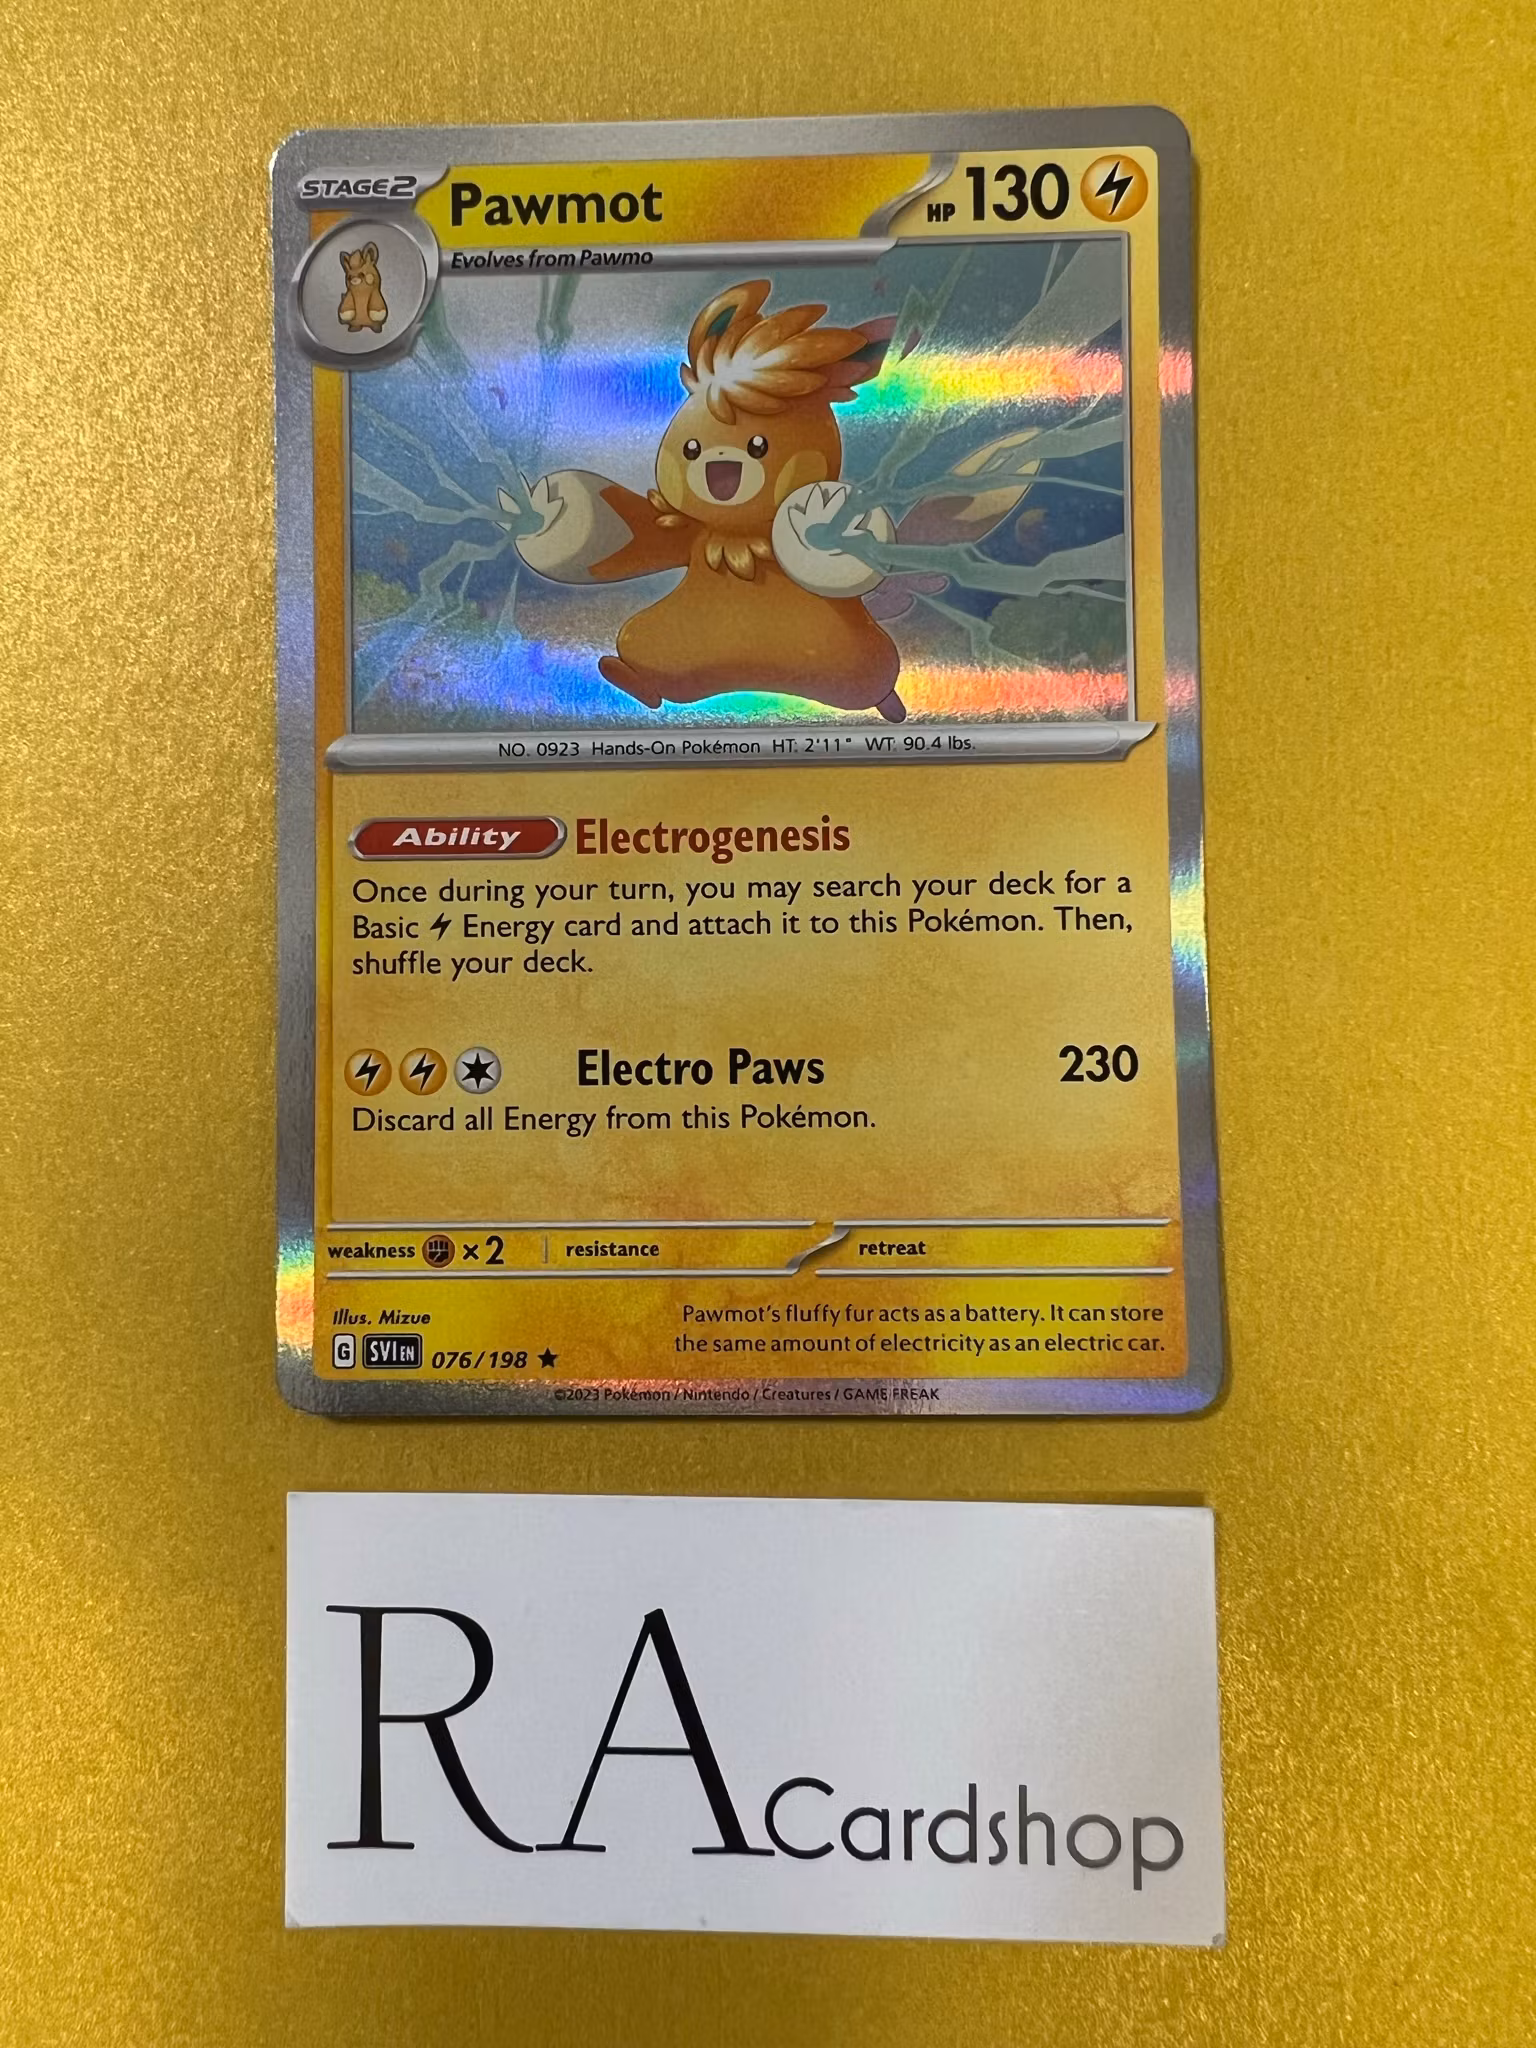 STAGE2
Pawmot
HP 130
Evolves from Pawmo
NO. 0923 Hands-On Pokémon HT: 2'11" WT: 90.4 lbs.
Ability Electrogenesis
Once during your turn, you may search your deck for a
Basic Energy card and attach it to this Pokémon. Then,
shuffle your deck.
Electro Paws 230
Discard all Energy from this Pokémon.
weakness ×2 resistance retreat
Illus. Mizue
Pawmot's fluffy fur acts as a battery. It can store
the same amount of electricity as an electric car.
G SVI EN 076/198
©2023 Pokémon / Nintendo / Creatures / GAME FREAK
RA Cardshop